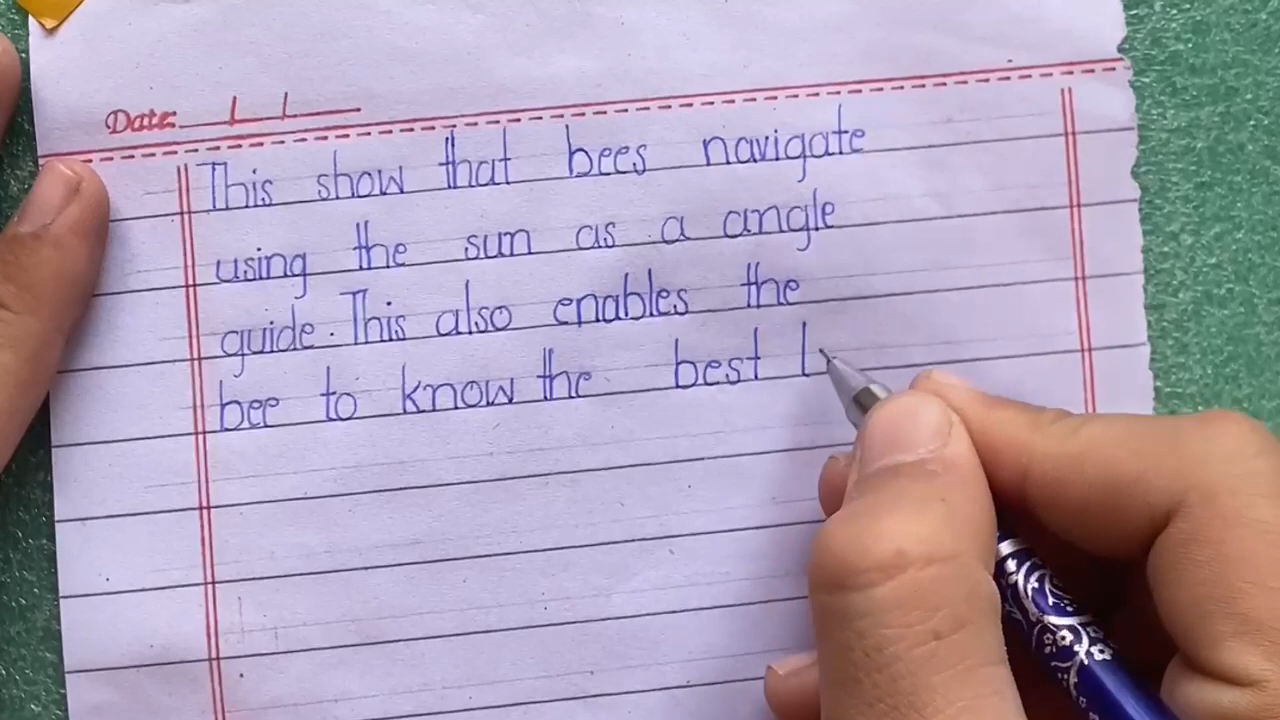 Date:
This show that bees navigate
using the sun as a angle
guide. This also enables the
bee to know the best l